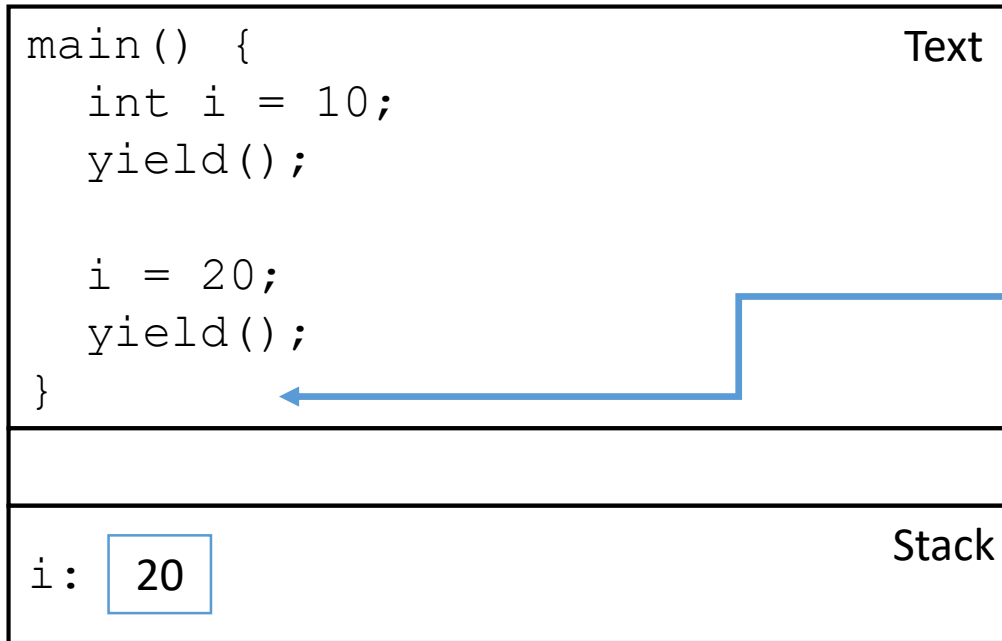 main() { Text
  int i = 10;
  yield();

  i = 20;
  yield();
}
Stack
i: 20